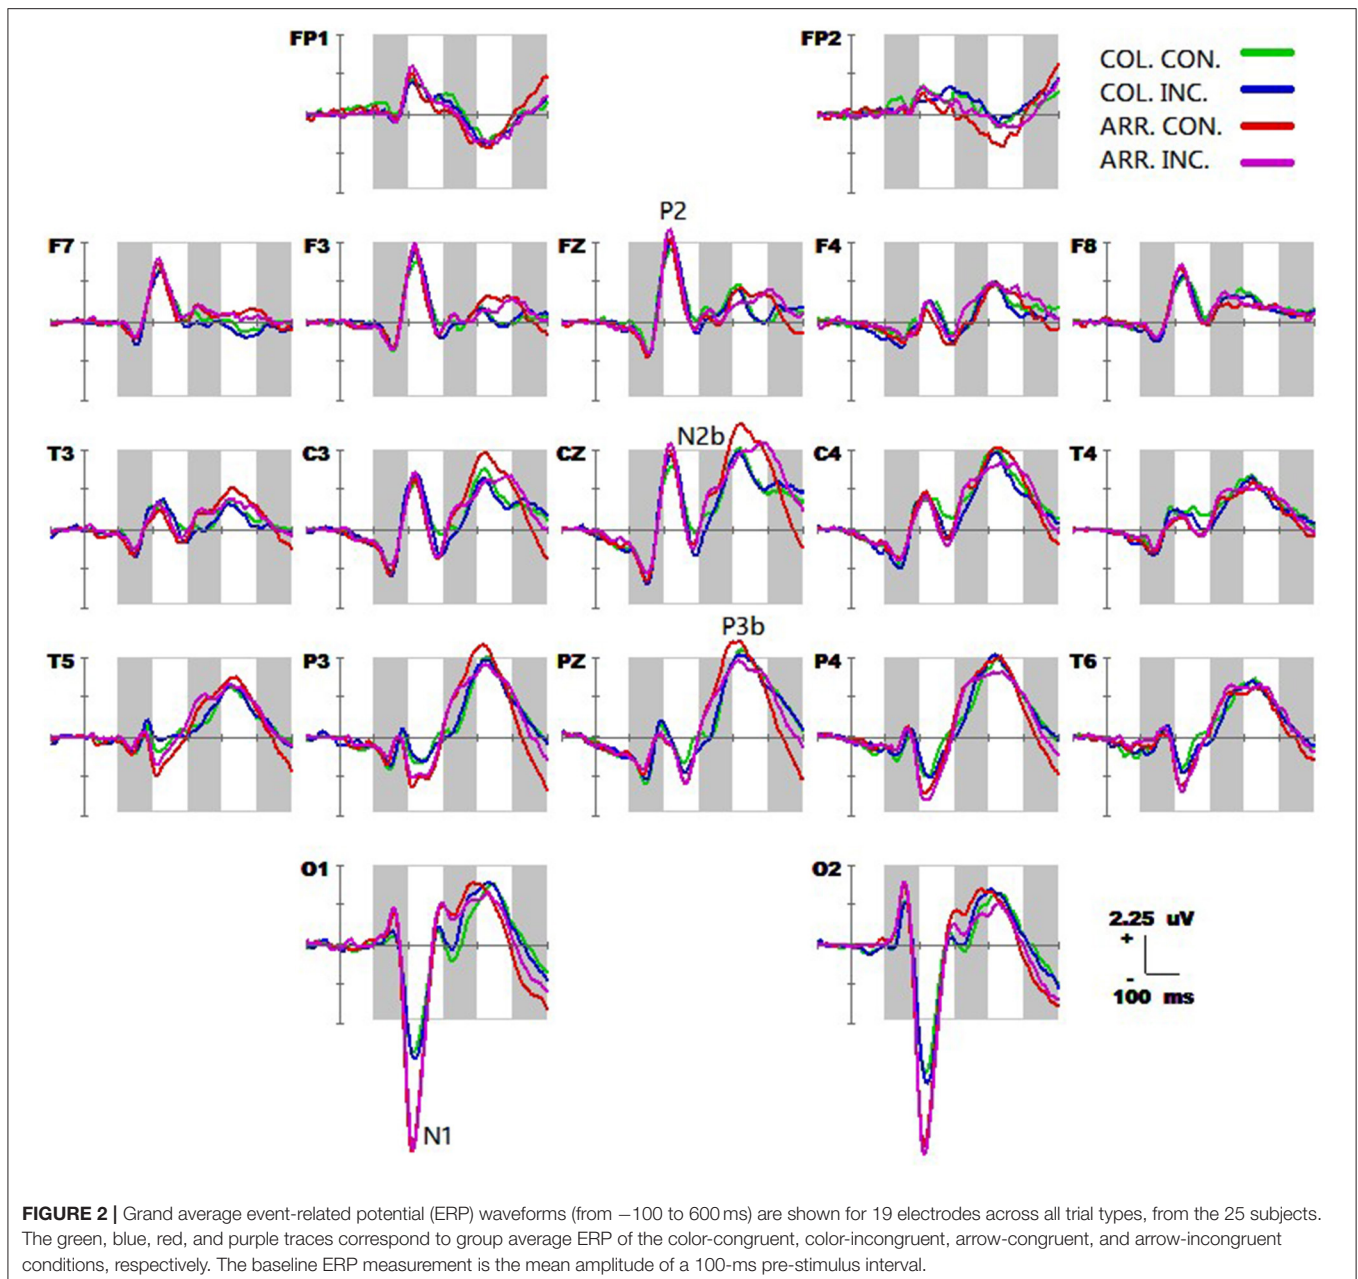 FP1
FP2
COL. CON.
COL. INC.
ARR. CON.
ARR. INC.
P2
F7
F3
FZ
F4
F8
N2b
T3
C3
CZ
C4
T4
P3b
T5
P3
PZ
P4
T6
O1
O2
2.25 uV
+
-
100 ms
N1
FIGURE 2 | Grand average event-related potential (ERP) waveforms (from −100 to 600 ms) are shown for 19 electrodes across all trial types, from the 25 subjects.
The green, blue, red, and purple traces correspond to group average ERP of the color-congruent, color-incongruent, arrow-congruent, and arrow-incongruent
conditions, respectively. The baseline ERP measurement is the mean amplitude of a 100-ms pre-stimulus interval.